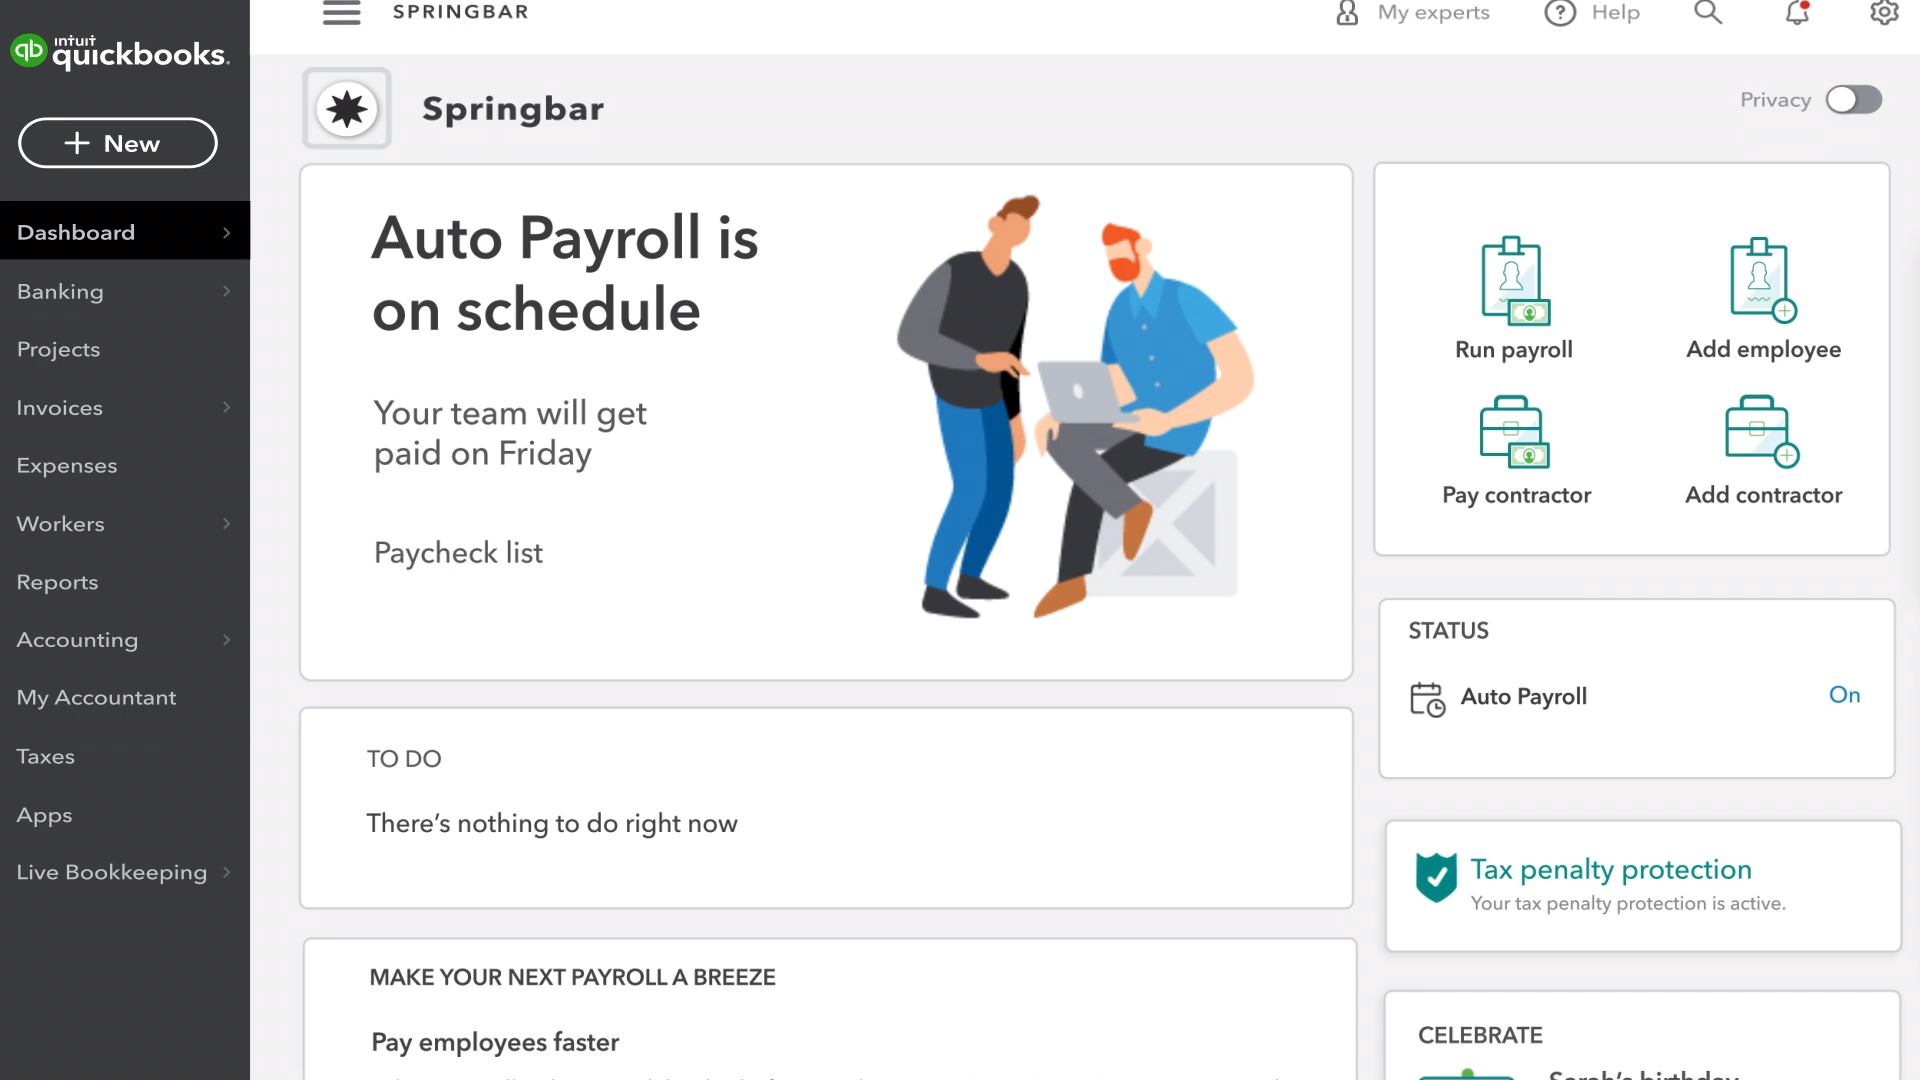 SPRINGBAR
My experts
Help
intuit
quickbooks.
Springbar
Privacy
+ New
Dashboard
Banking
Projects
Invoices
Expenses
Workers
Reports
Accounting
My Accountant
Taxes
Apps
Live Bookkeeping
Auto Payroll is
on schedule
Your team will get
paid on Friday
Paycheck list
Run payroll
Add employee
Pay contractor
Add contractor
STATUS
Auto Payroll
On
TO DO
There’s nothing to do right now
Tax penalty protection
Your tax penalty protection is active.
MAKE YOUR NEXT PAYROLL A BREEZE
Pay employees faster
CELEBRATE
Sarah’s birthday